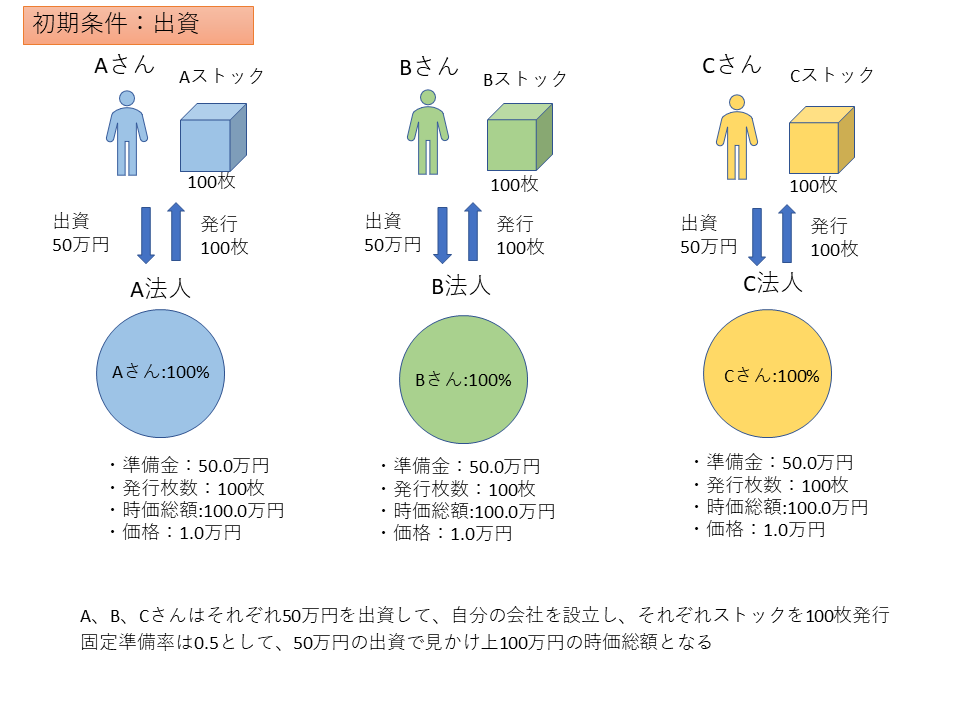 初期条件：出資
Aさん
Aストック
100枚
出資
50万円
発行
100枚
A法人
Aさん:100%
・準備金：50.0万円
・発行枚数：100枚
・時価総額:100.0万円
・価格：1.0万円
Bさん
Bストック
100枚
出資
50万円
発行
100枚
B法人
Bさん:100%
・準備金：50.0万円
・発行枚数：100枚
・時価総額:100.0万円
・価格：1.0万円
Cさん
Cストック
100枚
出資
50万円
発行
100枚
C法人
Cさん:100%
・準備金：50.0万円
・発行枚数：100枚
・時価総額:100.0万円
・価格：1.0万円
A、B、Cさんはそれぞれ50万円を出資して、自分の会社を設立し、それぞれストックを100枚発行
固定準備率は0.5として、50万円の出資で見かけ上100万円の時価総額となる